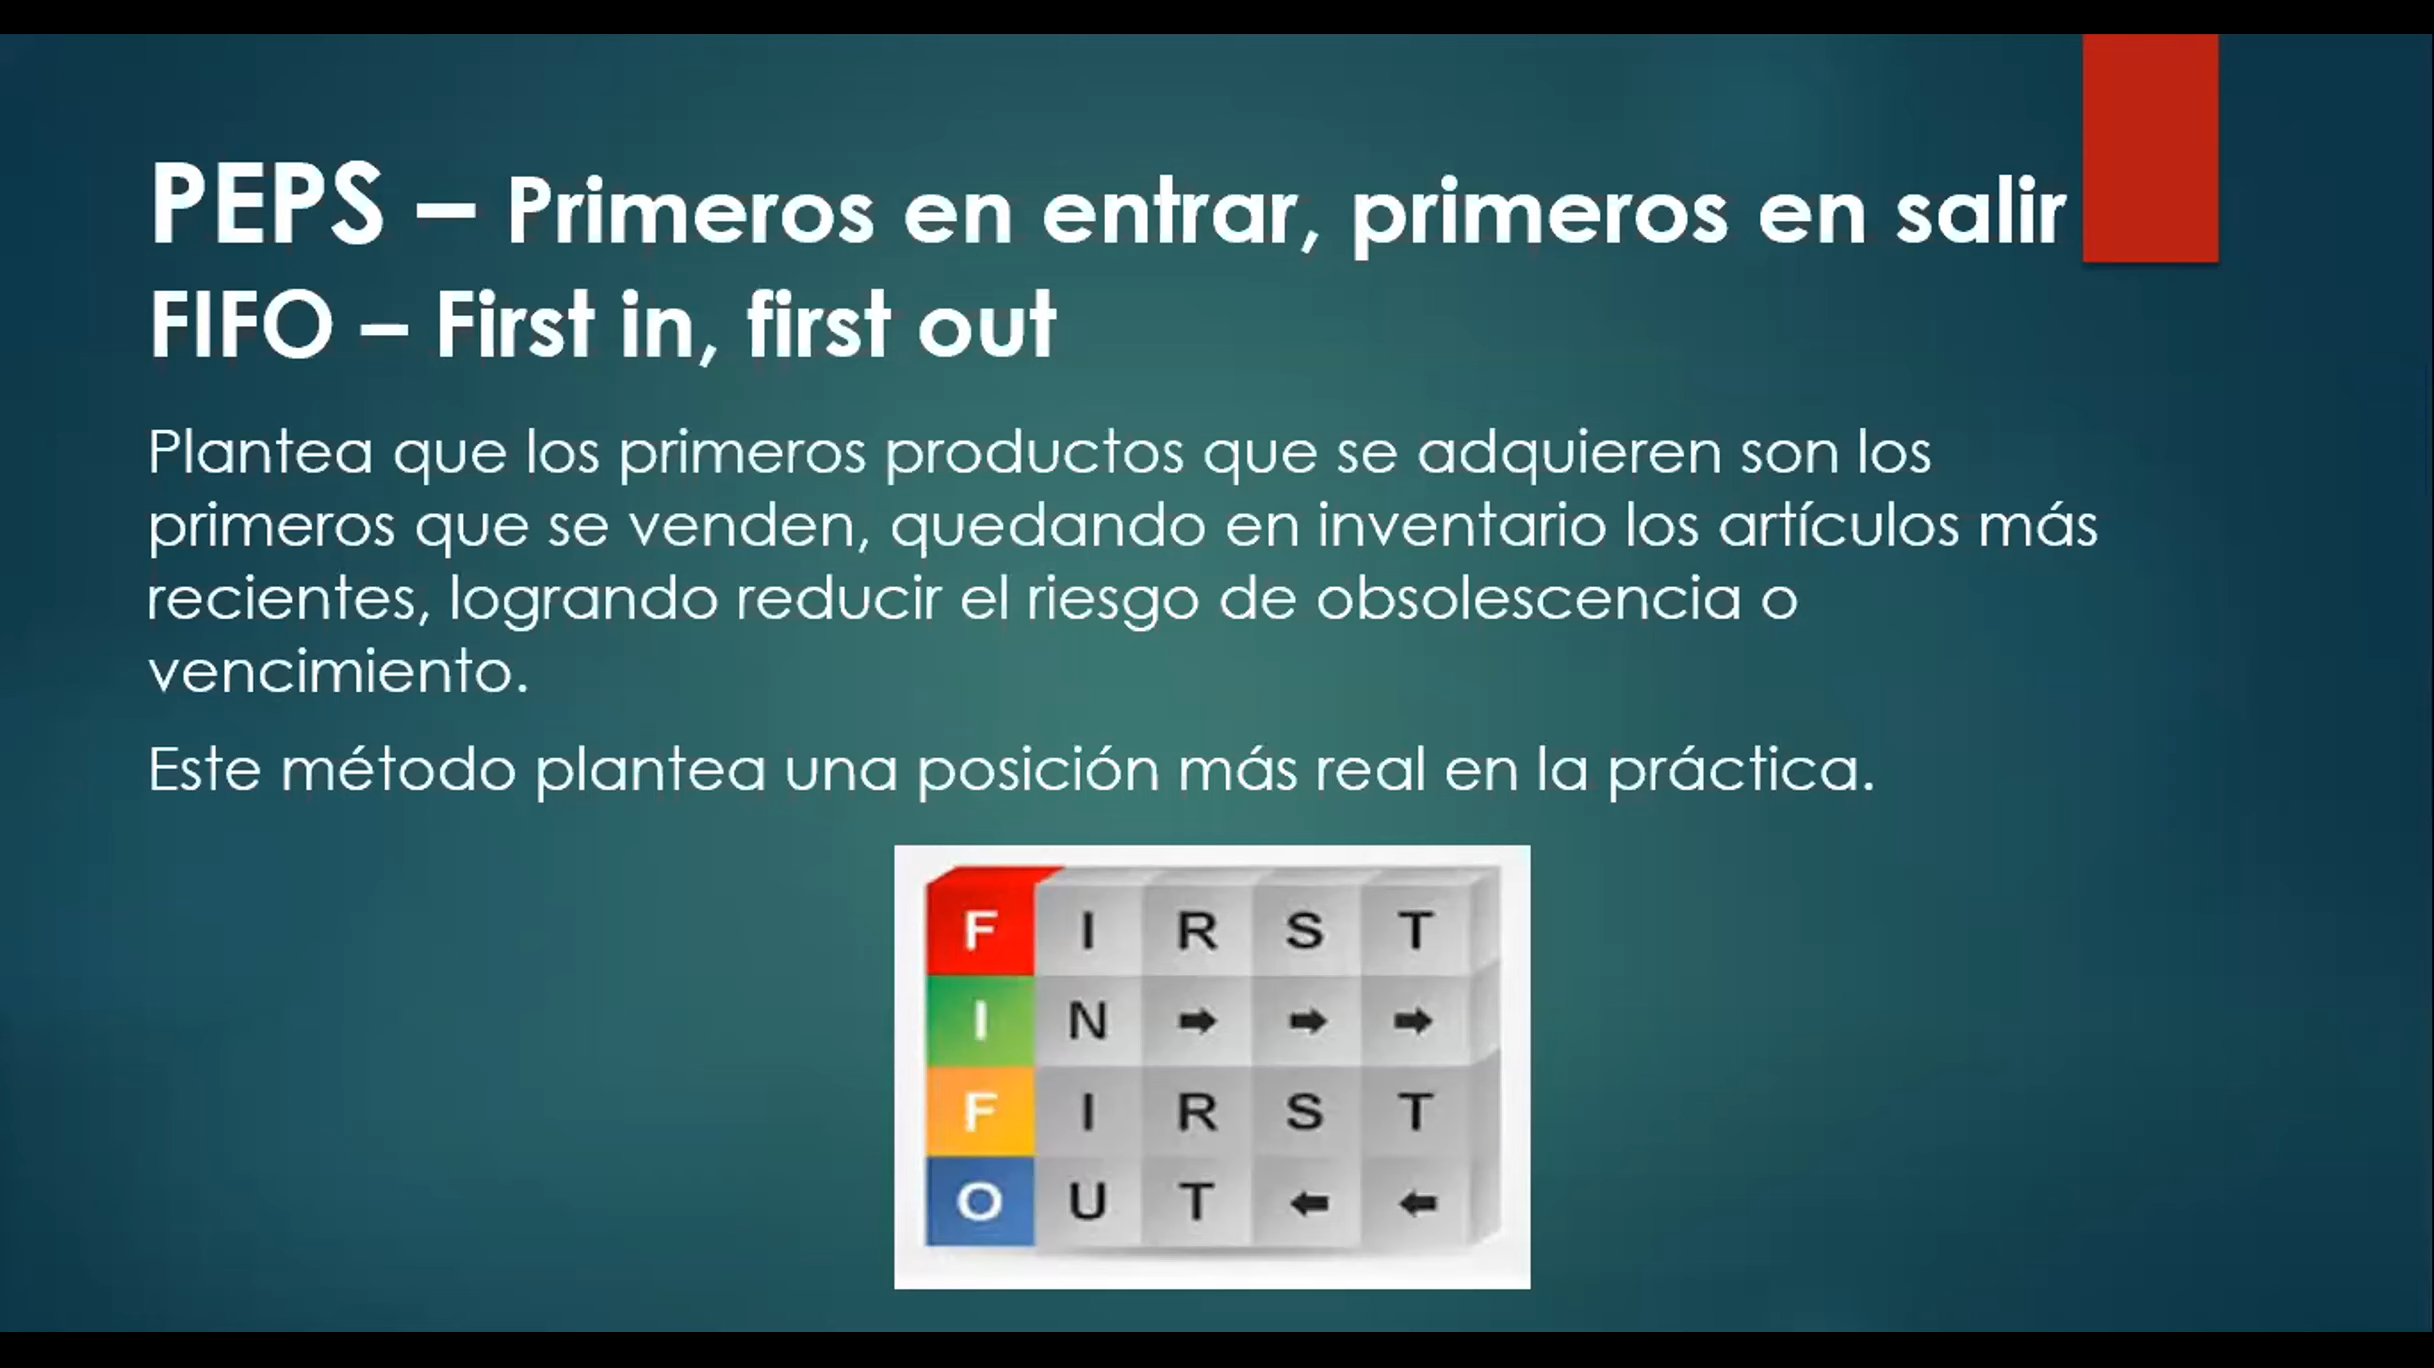 PEPS – Primeros en entrar, primeros en salir
FIFO – First in, first out
Plantea que los primeros productos que se adquieren son los
primeros que se venden, quedando en inventario los artículos más
recientes, logrando reducir el riesgo de obsolescencia o
vencimiento.
Este método plantea una posición más real en la práctica.
F I R S T
I N ➡ ➡ ➡
F I R S T
O U T ⬅ ⬅